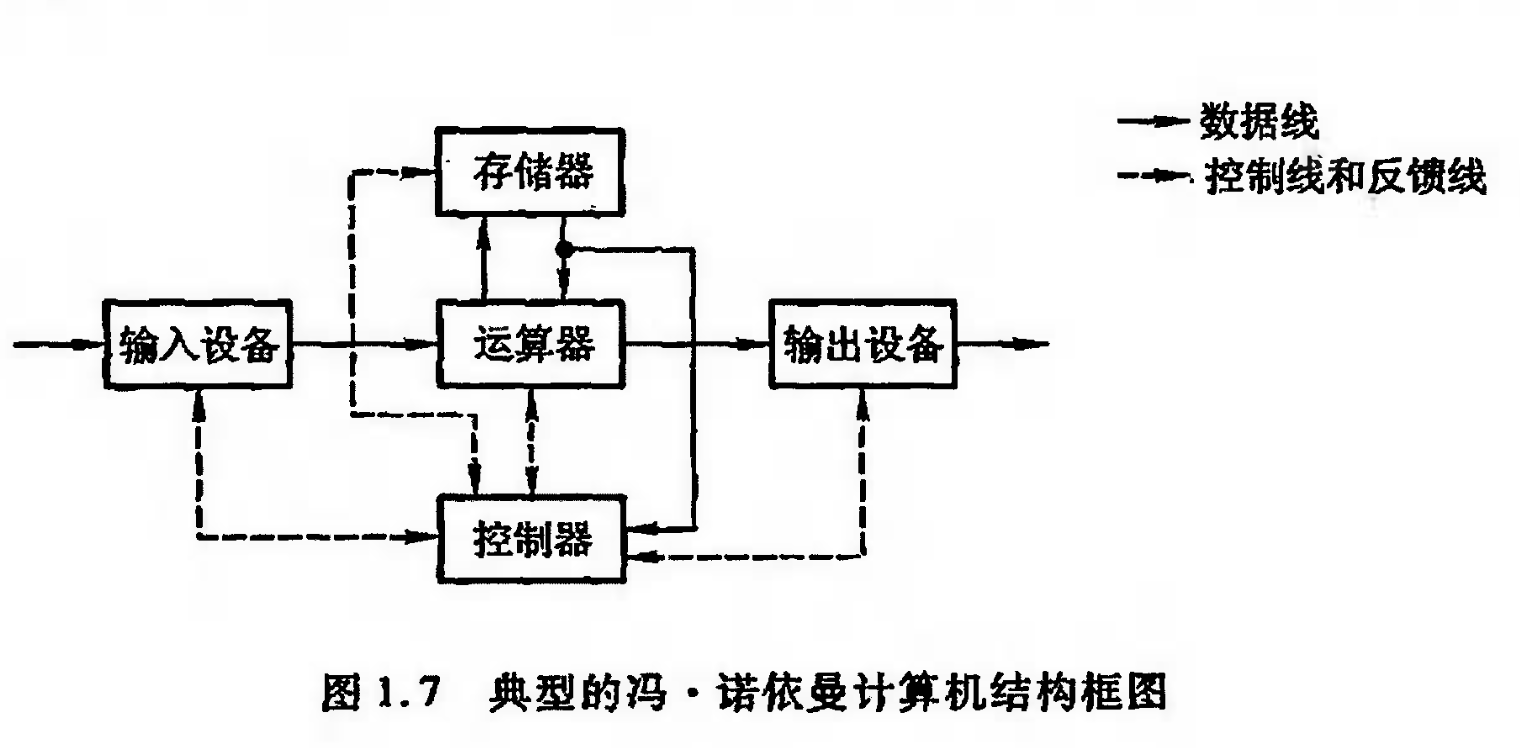 数据线
控制线和反馈线
存储器
输入设备
运算器
输出设备
控制器
图1.7 典型的冯·诺依曼计算机结构框图